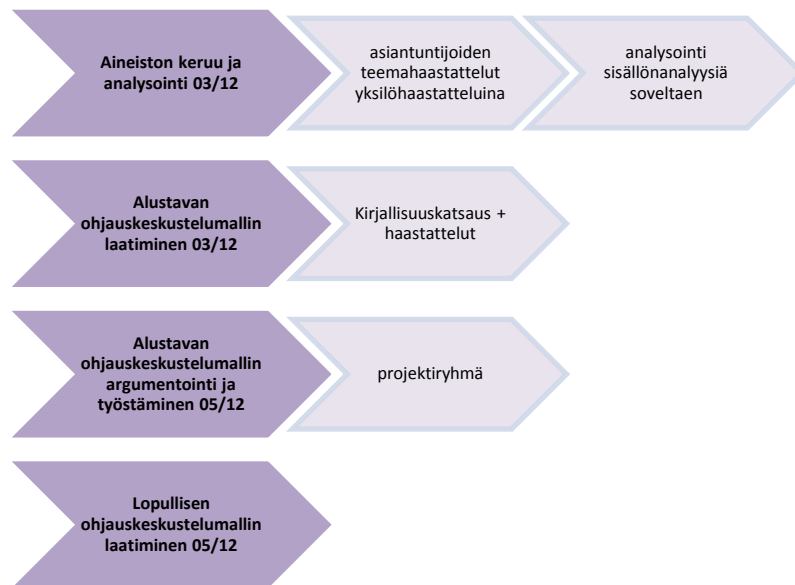 Aineiston keruu ja
analysointi 03/12
asiantuntijoiden
teemahaastattelut
yksilöhaastatteluina
analysointi
sisällönanalyysiä
soveltaen
Alustavan
ohjauskeskustelumallin
laatiminen 03/12
Kirjallisuuskatsaus +
haastattelut
Alustavan
ohjauskeskustelumallin
argumentointi ja
työstäminen 05/12
projektiryhmä
Lopullisen
ohjauskeskustelumallin
laatiminen 05/12